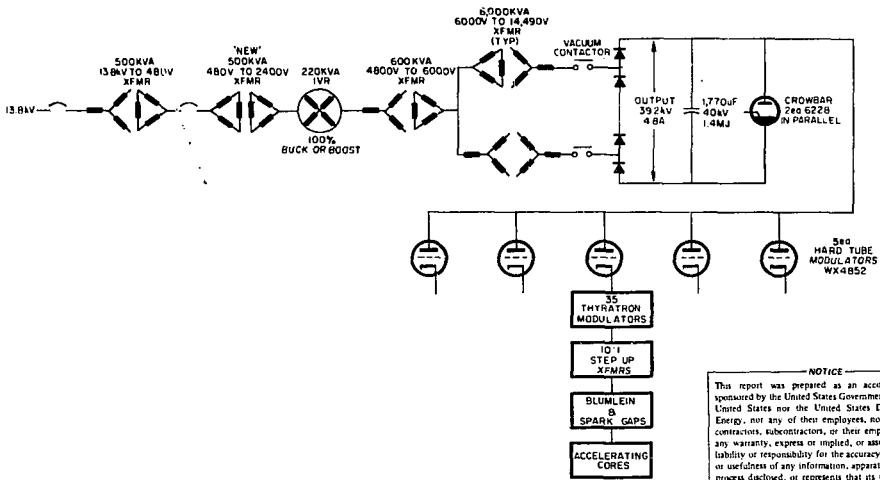 13.8kV
500KVA
13.8kV TO 480V
XFMR
"NEW"
500KVA
480V TO 2400V
XFMR
220KVA
IVR
100%
BUCK OR BOOST
600KVA
4800V TO 6000V
XFMR
6,000KVA
6000V TO 14,490V
XFMR
(TYP)
VACUUM
CONTACTOR
OUTPUT
39.2kV
4.8A
1,770uF
40kV
1.4MJ
CROWBAR
2ea 6228
IN PARALLEL
5ea
HARD TUBE
MODULATORS
WX4852
35
THYRATRON
MODULATORS
10:1
STEP UP
XFMRS
BLUMLEIN
&
SPARK GAPS
ACCELERATING
CORES
NOTICE
This report was prepared as an acco
sponsored by the United States Governmen
United States nor the United States D
Energy, nor any of their employees, no
contractors, subcontractors, or their emp
any warranty, express or implied, or ass
liability or responsibility for the accuracy
or usefulness of any information, apparat
process disclosed, or represents that its